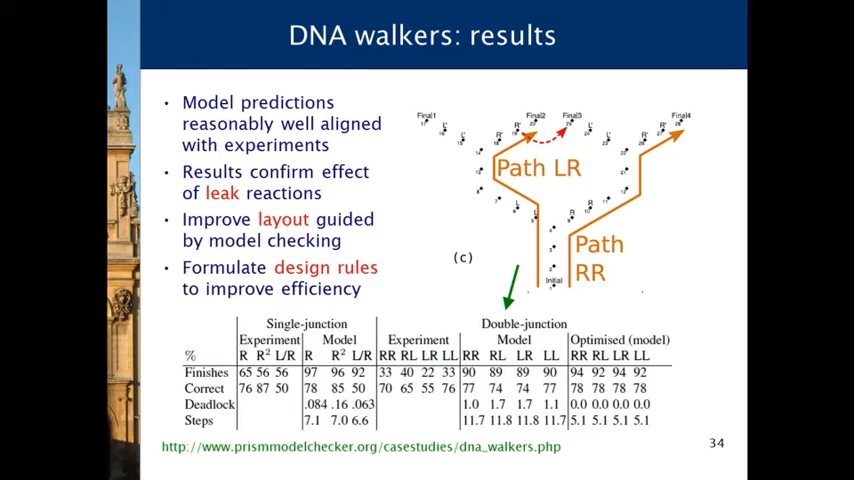 DNA walkers: results
• Model predictions
reasonably well aligned
with experiments
• Results confirm effect
of leak reactions
• Improve layout guided
by model checking
• Formulate design rules
to improve efficiency
Final1 Final2 Final3 Final4
Path LR
Path
RR
(c)
Initial
Single-junction Double-junction
Experiment Model Experiment Model Optimised (model)
% R R² L/R R R² L/R RR RL LR LL RR RL LR LL RR RL LR LL
Finishes 65 56 56 97 96 92 33 40 22 33 90 89 89 90 94 92 94 92
Correct 76 87 50 78 85 50 70 65 55 76 77 74 74 77 78 78 78 78
Deadlock .084 .16 .063 1.0 1.7 1.7 1.1 0.0 0.0 0.0 0.0
Steps 7.1 7.0 6.6 11.7 11.8 11.8 11.7 5.1 5.1 5.1 5.1
http://www.prismmodelchecker.org/casestudies/dna_walkers.php
34